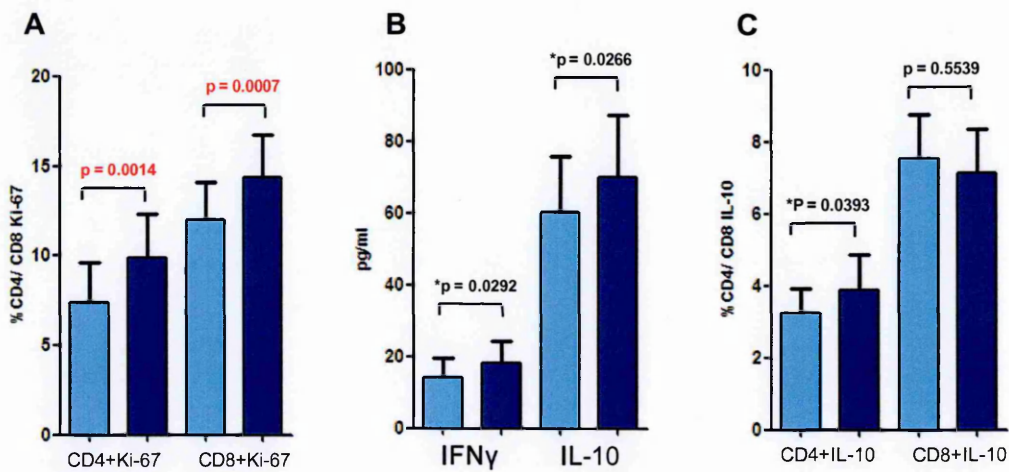 A
% CD4/ CD8 Ki-67
20
15
10
5
0
p = 0.0014
p = 0.0007
CD4+Ki-67
CD8+Ki-67
B
pg/ml
100
80
60
40
20
0
*p = 0.0292
*p = 0.0266
IFNγ
IL-10
C
% CD4/ CD8 IL-10
10
8
6
4
2
0
*P = 0.0393
p = 0.5539
CD4+IL-10
CD8+IL-10